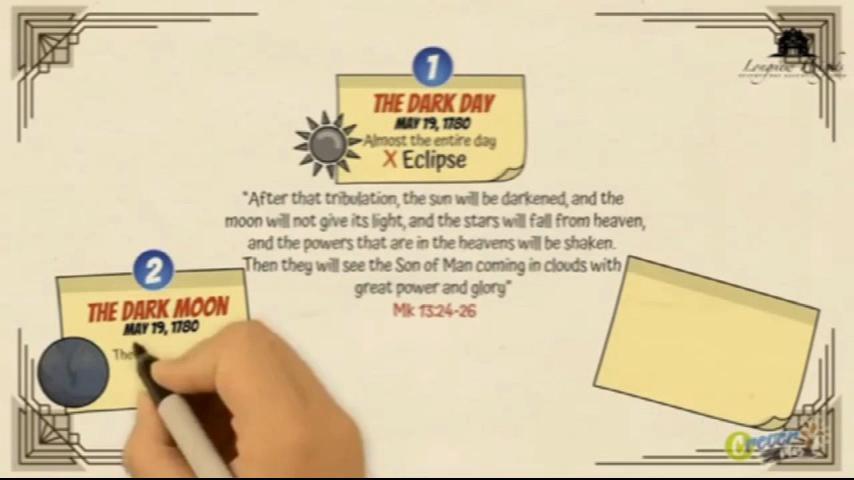 1
THE DARK DAY
MAY 19, 1780
Almost the entire day
X Eclipse
"After that tribulation, the sun will be darkened, and the
moon will not give its light, and the stars will fall from heaven,
and the powers that are in the heavens will be shaken.
Then they will see the Son of Man coming in clouds with
great power and glory"
Mk 13:24-26
2
THE DARK MOON
MAY 19, 1780
The